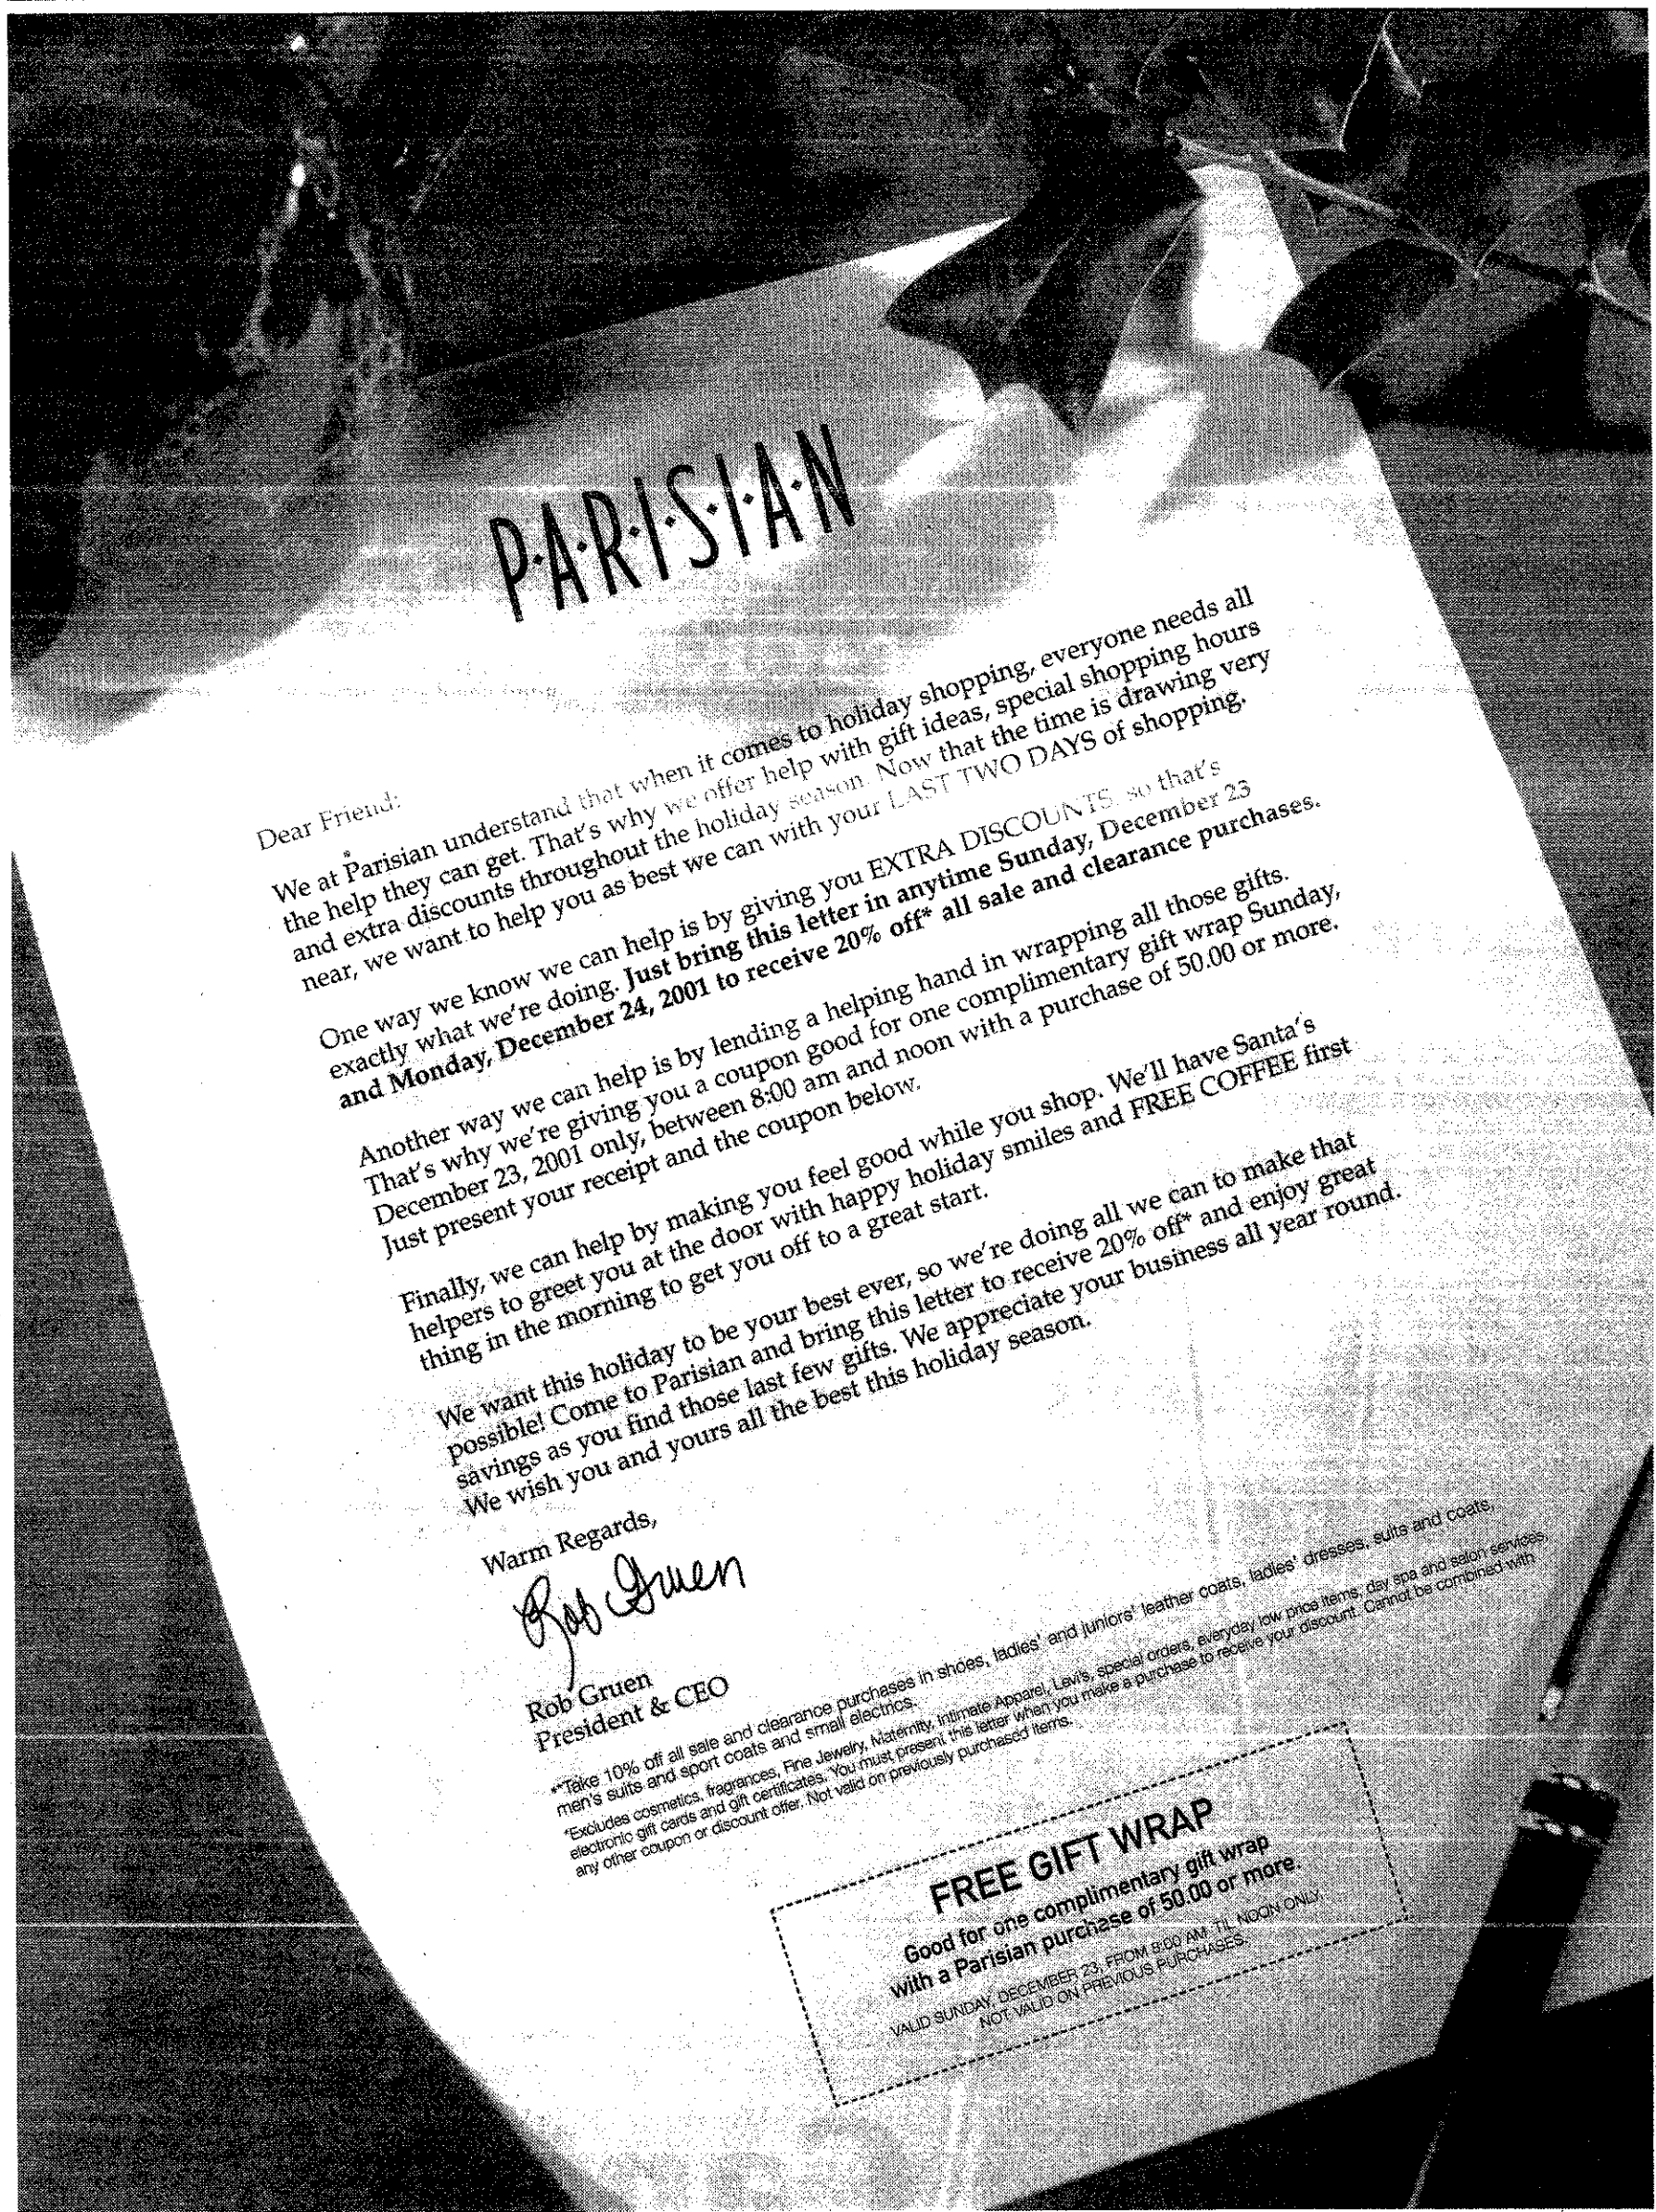 P·A·R·I·S·I·A·N
Dear Friend:
We at Parisian understand that when it comes to holiday shopping, everyone needs all
the help they can get. That's why we offer help with gift ideas, special shopping hours
and extra discounts throughout the holiday season. Now that the time is drawing very
near, we want to help you as best we can with your LAST TWO DAYS of shopping.
One way we know we can help is by giving you EXTRA DISCOUNTS, so that's
exactly what we're doing. Just bring this letter in anytime Sunday, December 23
and Monday, December 24, 2001 to receive 20% off* all sale and clearance purchases.
Another way we can help is by lending a helping hand in wrapping all those gifts.
That's why we're giving you a coupon good for one complimentary gift wrap Sunday,
December 23, 2001 only, between 8:00 am and noon with a purchase of 50.00 or more.
Just present your receipt and the coupon below.
Finally, we can help by making you feel good while you shop. We'll have Santa's
helpers to greet you at the door with happy holiday smiles and FREE COFFEE first
thing in the morning to get you off to a great start.
We want this holiday to be your best ever, so we're doing all we can to make that
possible! Come to Parisian and bring this letter to receive 20% off* and enjoy great
savings as you find those last few gifts. We appreciate your business all year round.
We wish you and yours all the best this holiday season.
Warm Regards,
Rob Gruen
Rob Gruen
President & CEO
**Take 10% off all sale and clearance purchases in shoes, ladies' and juniors' leather coats, ladies' dresses, suits and coats,
men's suits and sport coats and small electrics.
*Excludes cosmetics, fragrances, Fine Jewelry, Maternity, Intimate Apparel, Levi's, special orders, everyday low price items, day spa and salon services,
electronic gift cards and gift certificates. You must present this letter when you make a purchase to receive your discount. Cannot be combined with
any other coupon or discount offer. Not valid on previously purchased items.
FREE GIFT WRAP
Good for one complimentary gift wrap
with a Parisian purchase of 50.00 or more.
VALID SUNDAY, DECEMBER 23, FROM 8:00 AM 'TIL NOON ONLY.
NOT VALID ON PREVIOUS PURCHASES.